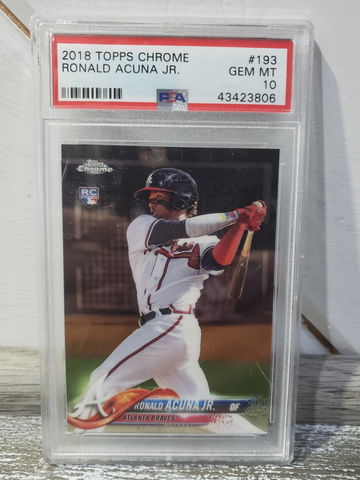 2018 TOPPS CHROME #193
RONALD ACUNA JR. GEM MT
10
PSA 43423806
Topps
Chrome
RC
RONALD ACUNA JR. OF
ATLANTA BRAVES